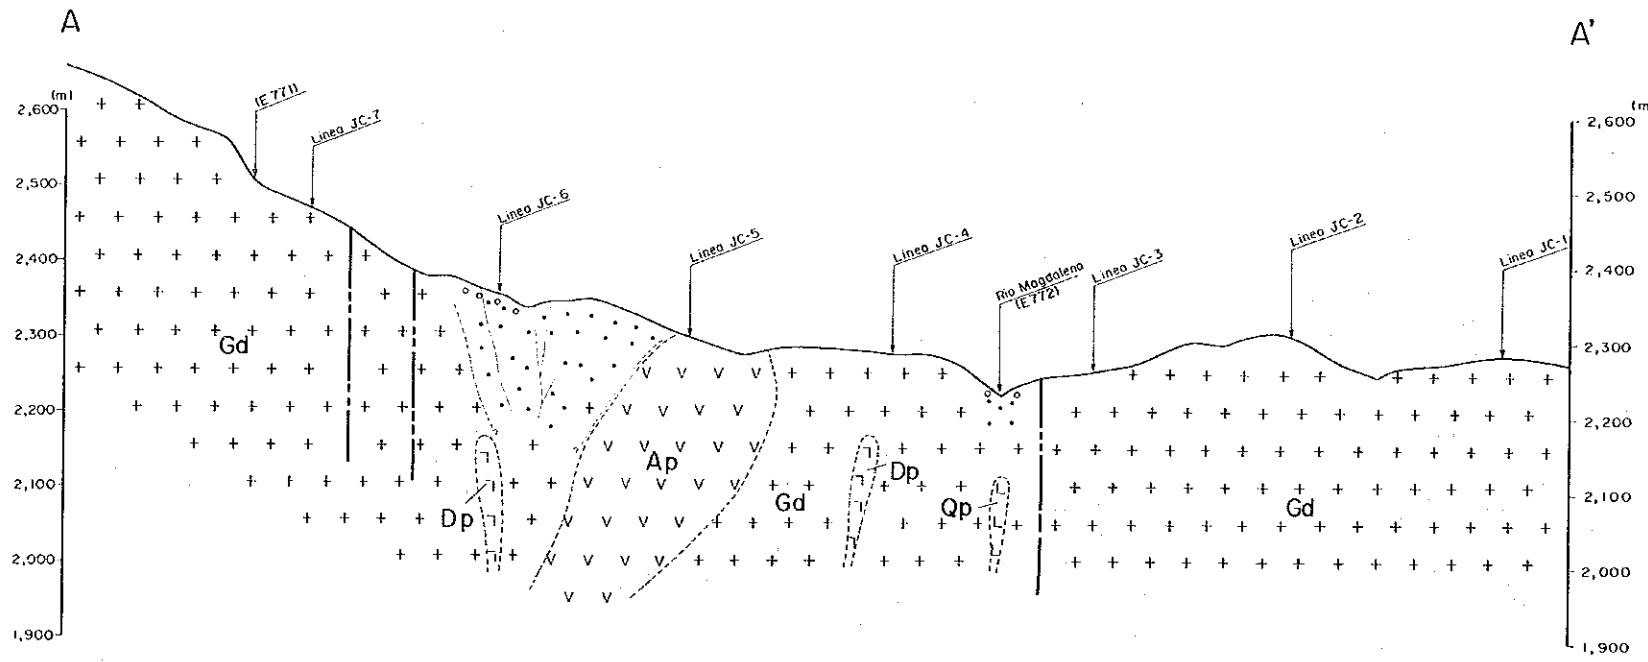 A
A'
(m)
2,600
2,500
2,400
2,300
2,200
2,100
2,000
1,900
(E 771)
Linea JC-7
Linea JC-6
Linea JC-5
Linea JC-4
Rio Magdalena
(E772)
Linea JC-3
Linea JC-2
Linea JC-1
(m
2,600
2,500
2,400
2,300
2,200
2,100
2,000
1,900
Gd
Dp
Ap
Gd
Dp
Qp
Gd